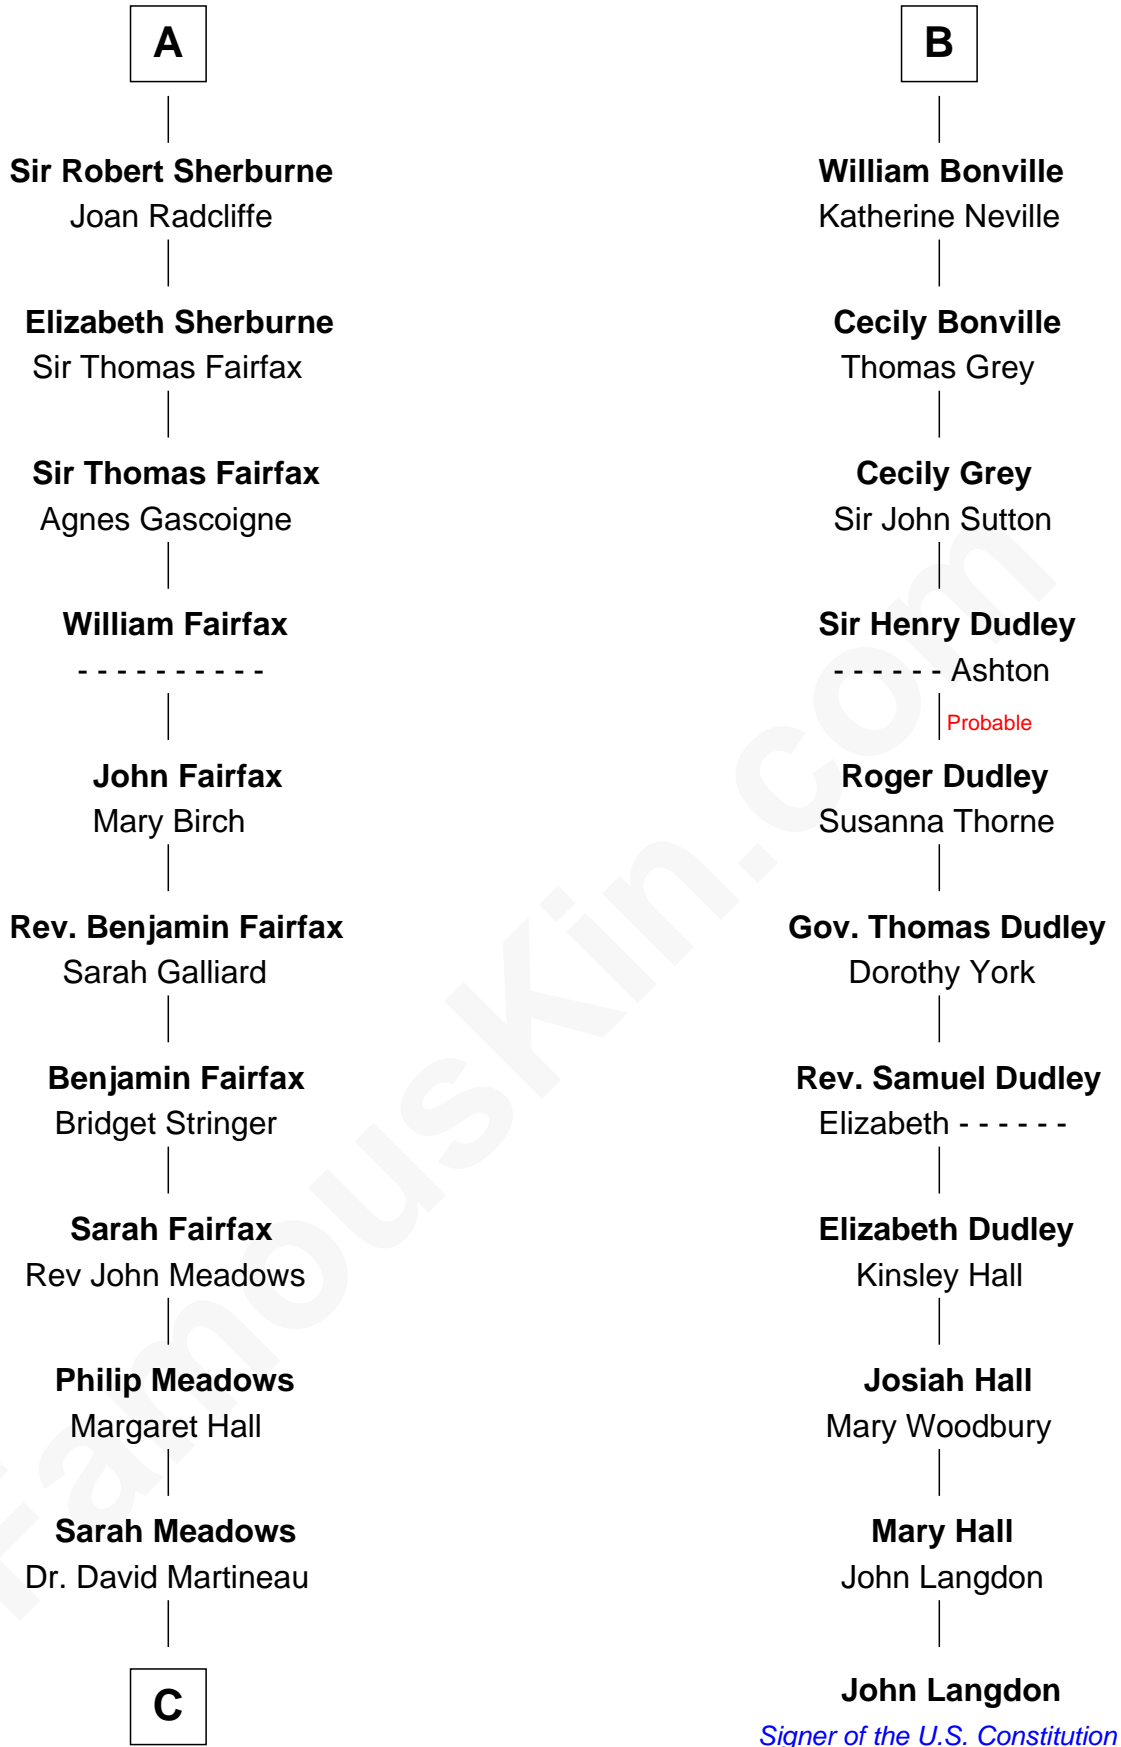 A
Sir Robert Sherburne
Joan Radcliffe
Elizabeth Sherburne
Sir Thomas Fairfax
Sir Thomas Fairfax
Agnes Gascoigne
William Fairfax
- - - - - - - - - -
John Fairfax
Mary Birch
Rev. Benjamin Fairfax
Sarah Galliard
Benjamin Fairfax
Bridget Stringer
Sarah Fairfax
Rev John Meadows
Philip Meadows
Margaret Hall
Sarah Meadows
Dr. David Martineau
C
B
William Bonville
Katherine Neville
Cecily Bonville
Thomas Grey
Cecily Grey
Sir John Sutton
Sir Henry Dudley
- - - - - - Ashton
Probable
Roger Dudley
Susanna Thorne
Gov. Thomas Dudley
Dorothy York
Rev. Samuel Dudley
Elizabeth - - - - - -
Elizabeth Dudley
Kinsley Hall
Josiah Hall
Mary Woodbury
Mary Hall
John Langdon
John Langdon
Signer of the U.S. Constitution
FamousKin.com